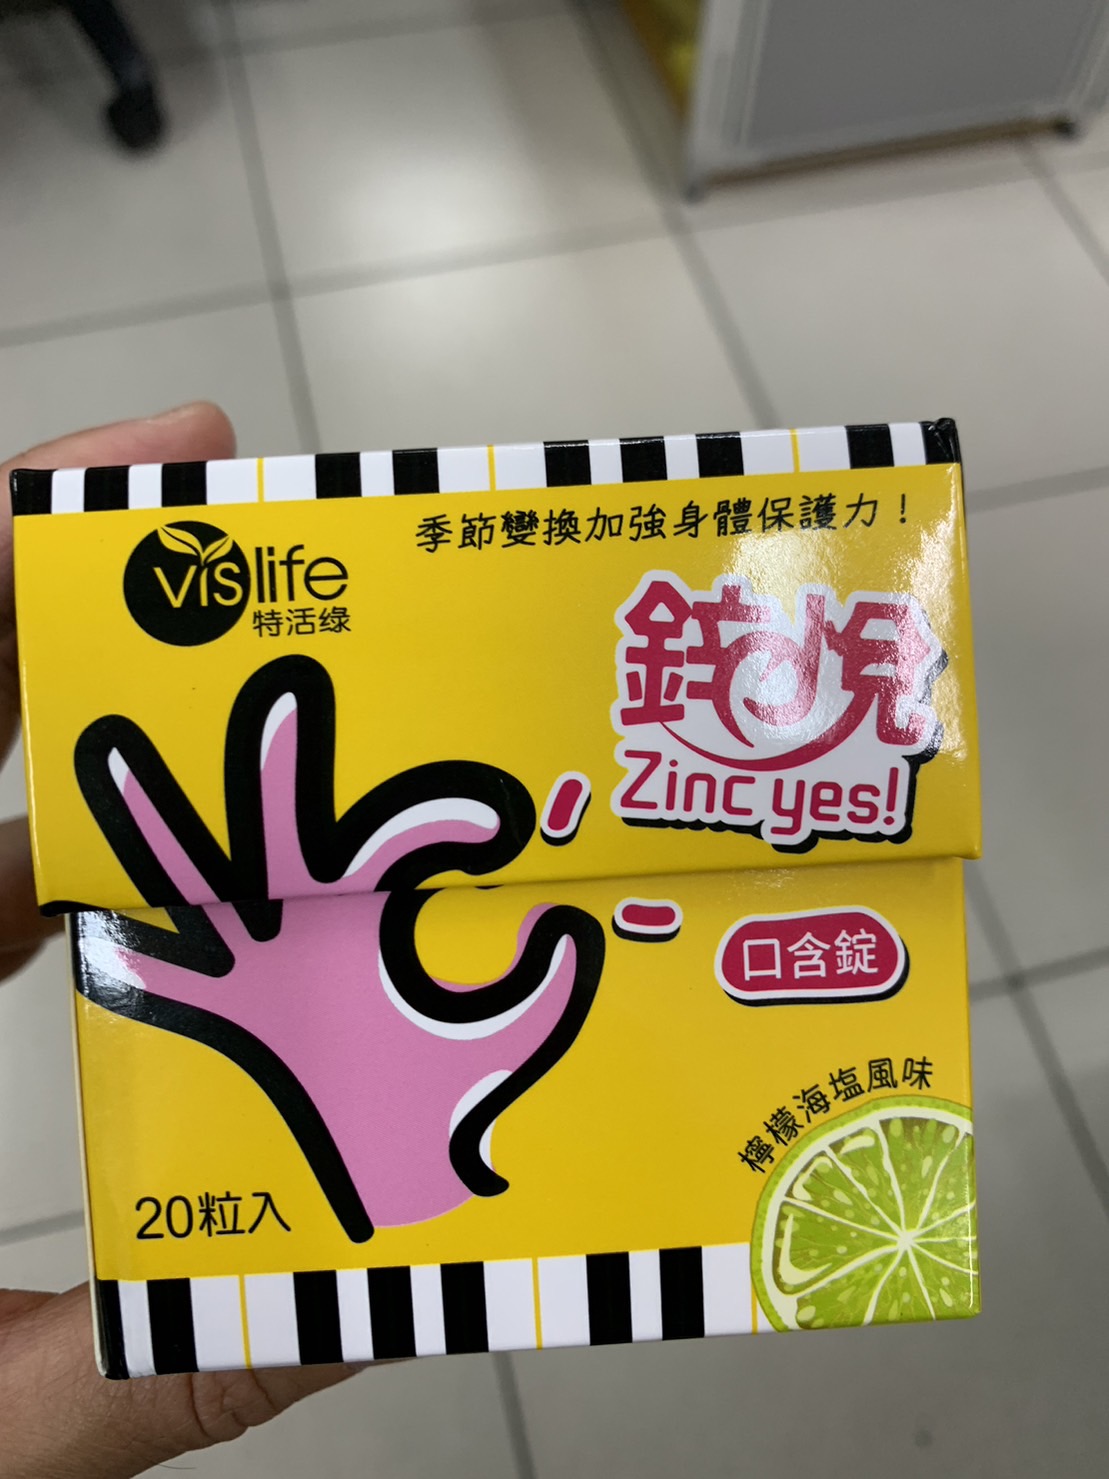 季節變換加強身體保護力！
vislife
特活绿
鋅悅
Zinc yes!
口含錠
檸檬海塩風味
20粒入